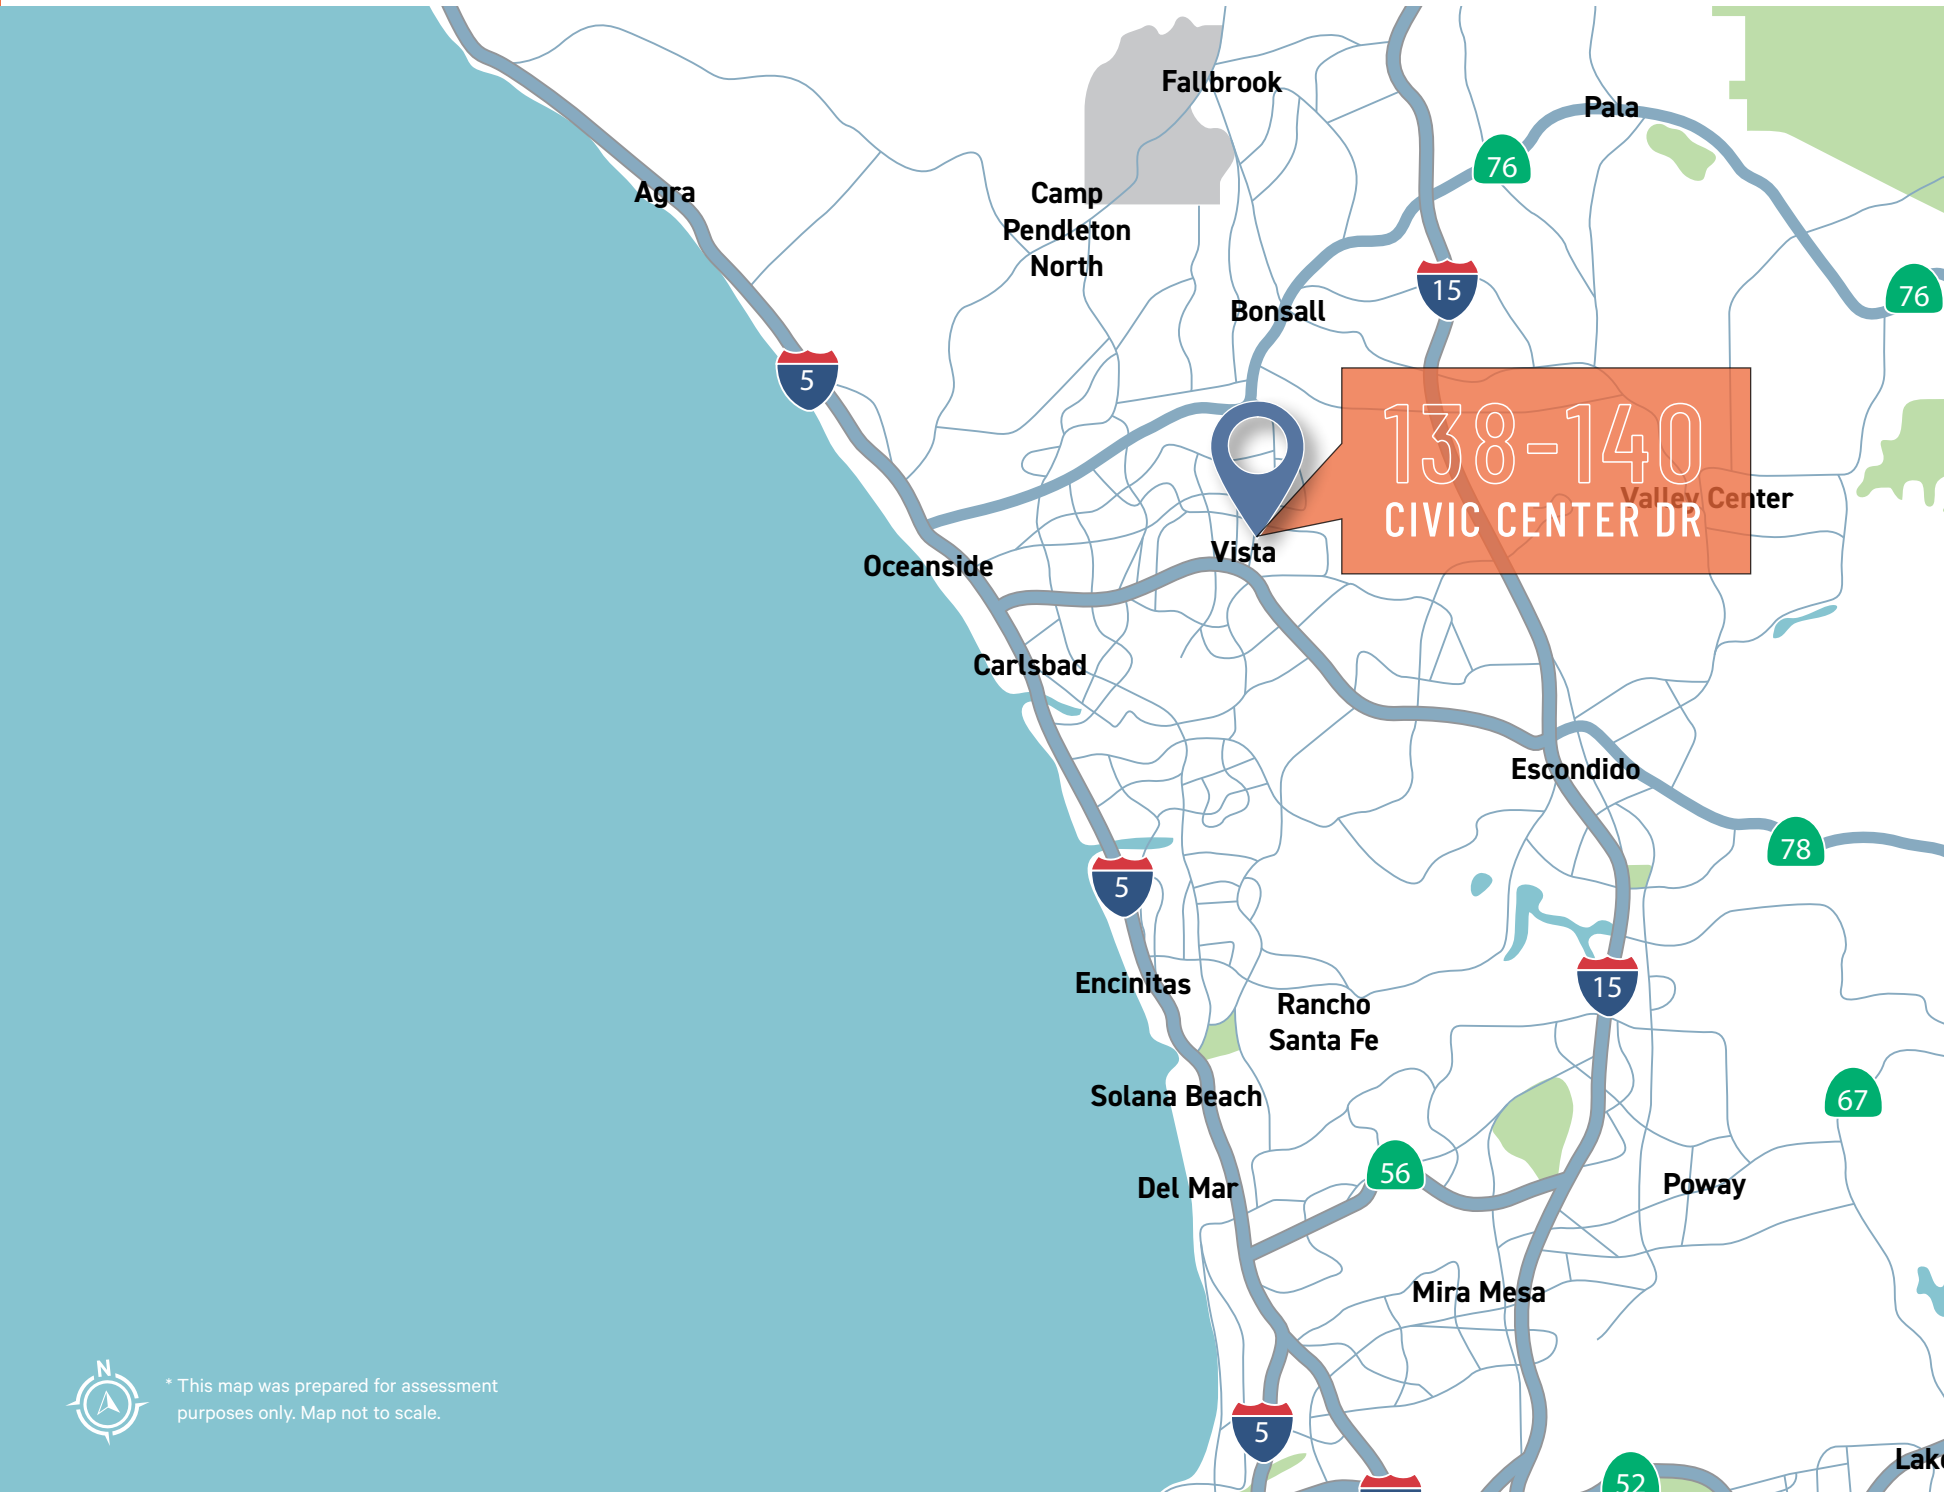 Fallbrook
Pala
76
Agra
Camp
Pendleton
North
15
76
Bonsall
5
138-140
Valley Center
CIVIC CENTER DR
Vista
Oceanside
Carlsbad
Escondido
78
5
Encinitas
15
Rancho
Santa Fe
Solana Beach
67
56
Del Mar
Poway
Mira Mesa
N
* This map was prepared for assessment
purposes only. Map not to scale.
5
52